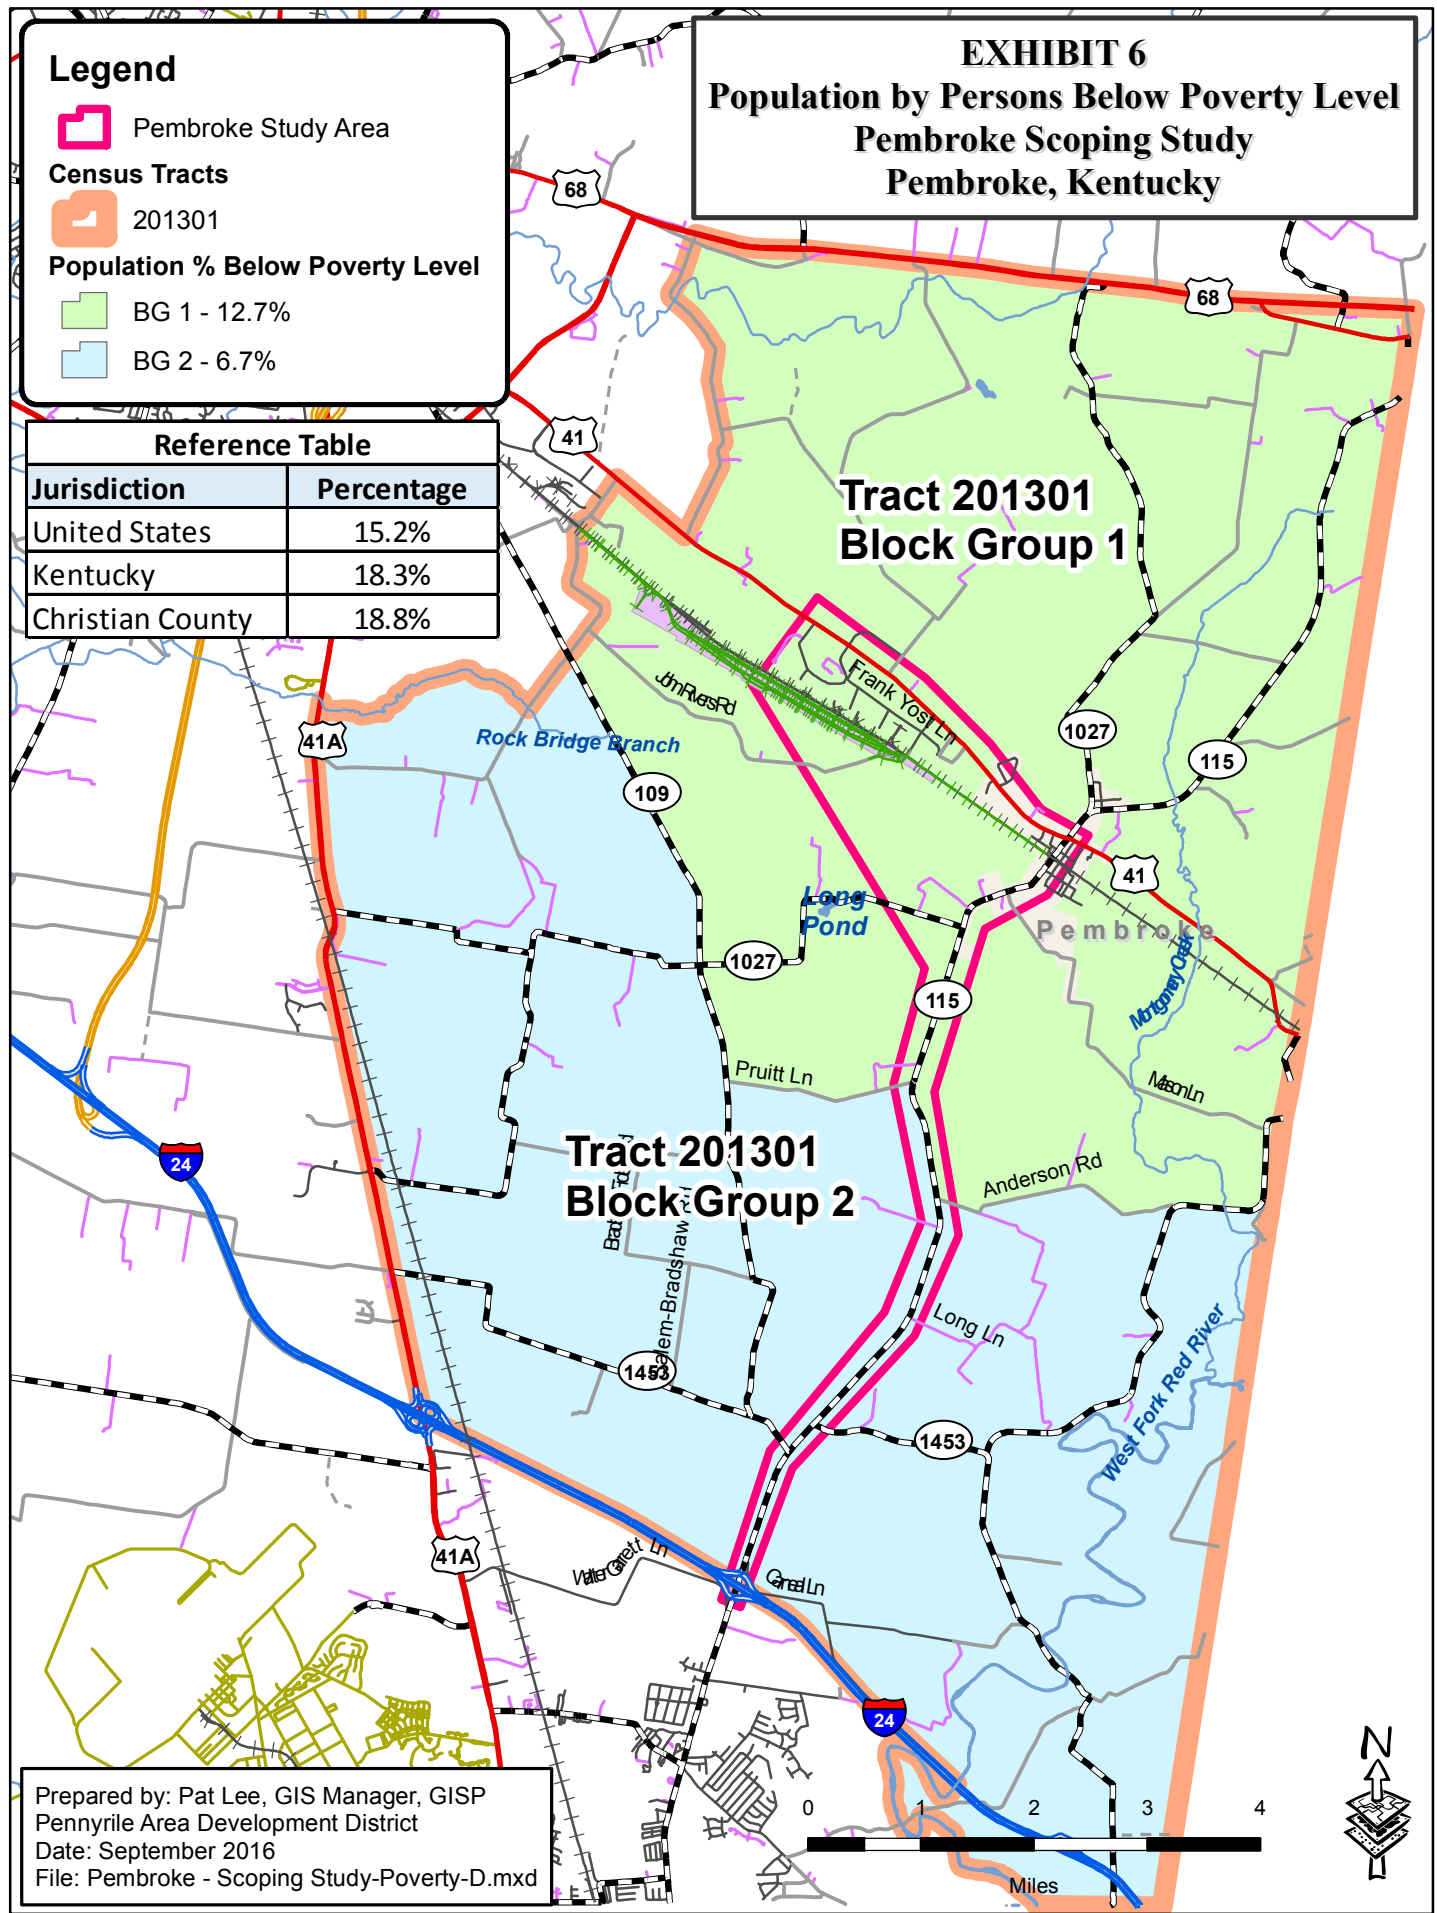 EXHIBIT 6
Population by Persons Below Poverty Level
Pembroke Scoping Study
Pembroke, Kentucky
Legend
Pembroke Study Area
Census Tracts
201301
Population % Below Poverty Level
BG 1 - 12.7%
BG 2 - 6.7%
Reference Table
Jurisdiction Percentage
United States 15.2%
Kentucky 18.3%
Christian County 18.8%
68
68
41
Tract 201301
Block Group 1
Frank Yost Ln
John Rivers Rd
41A
Rock Bridge Branch
1027
115
109
41
Long
Pond
Pembroke
1027
115
Pruitt Ln
Mason Ln
24
Tract 201301
Block Group 2
Anderson Rd
Long Ln
1453
1453
West Fork Red River
41A
24
N
0 1 2 3 4
Miles
Prepared by: Pat Lee, GIS Manager, GISP
Pennyrile Area Development District
Date: September 2016
File: Pembroke - Scoping Study-Poverty-D.mxd